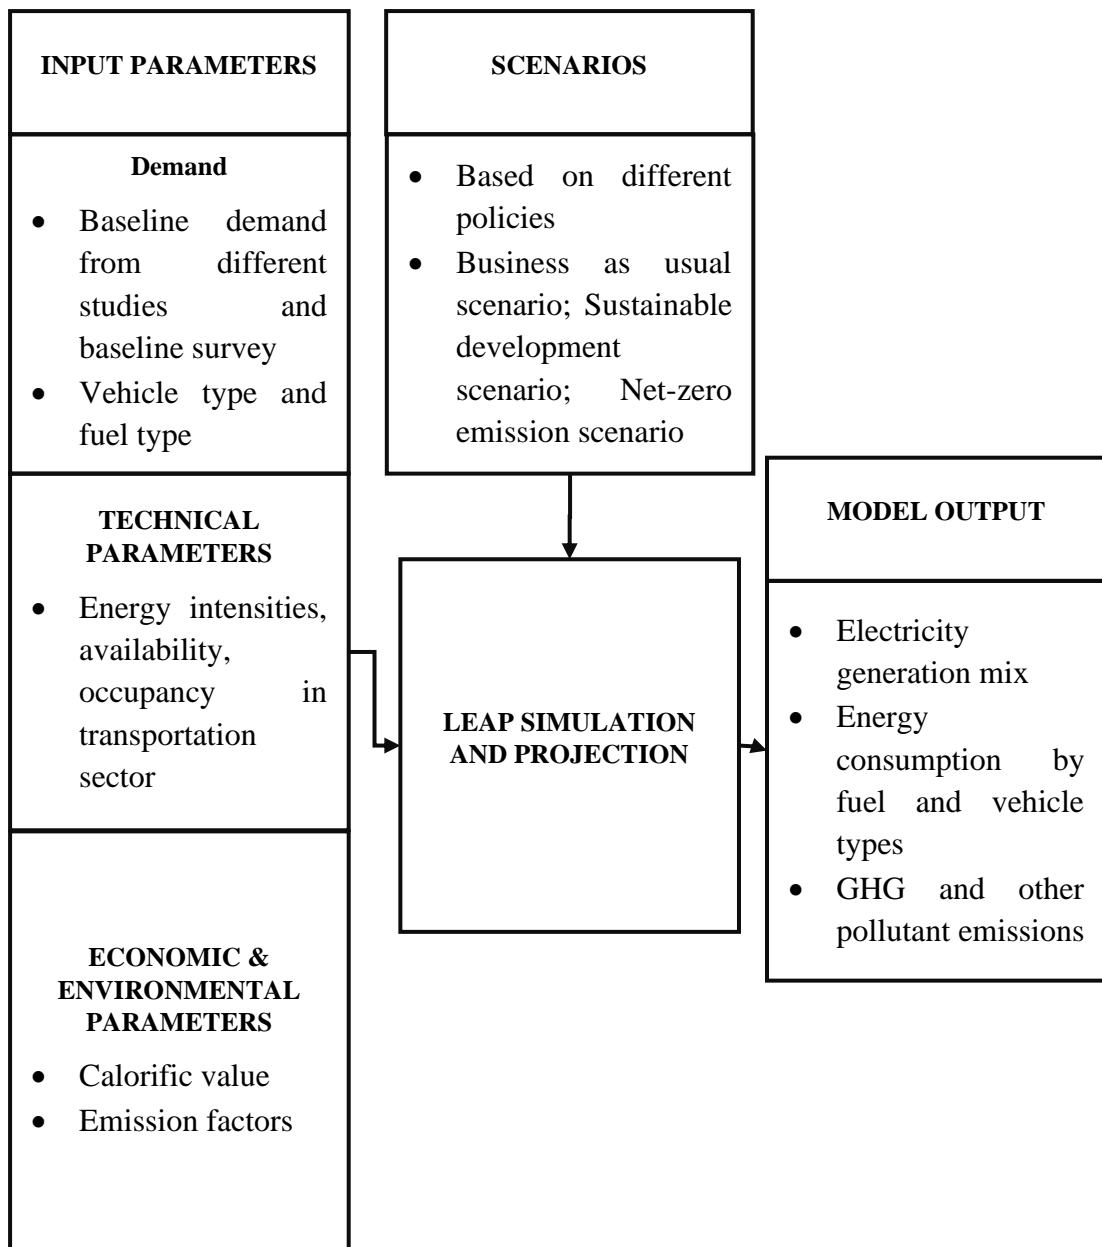 INPUT PARAMETERS
Demand
• Baseline demand
from different
studies and
baseline survey
• Vehicle type and
fuel type
TECHNICAL
PARAMETERS
• Energy intensities,
availability,
occupancy in
transportation
sector
ECONOMIC &
ENVIRONMENTAL
PARAMETERS
• Calorific value
• Emission factors
SCENARIOS
• Based on different
policies
• Business as usual
scenario; Sustainable
development
scenario; Net-zero
emission scenario
LEAP SIMULATION
AND PROJECTION
MODEL OUTPUT
• Electricity
generation mix
• Energy
consumption by
fuel and vehicle
types
• GHG and other
pollutant emissions